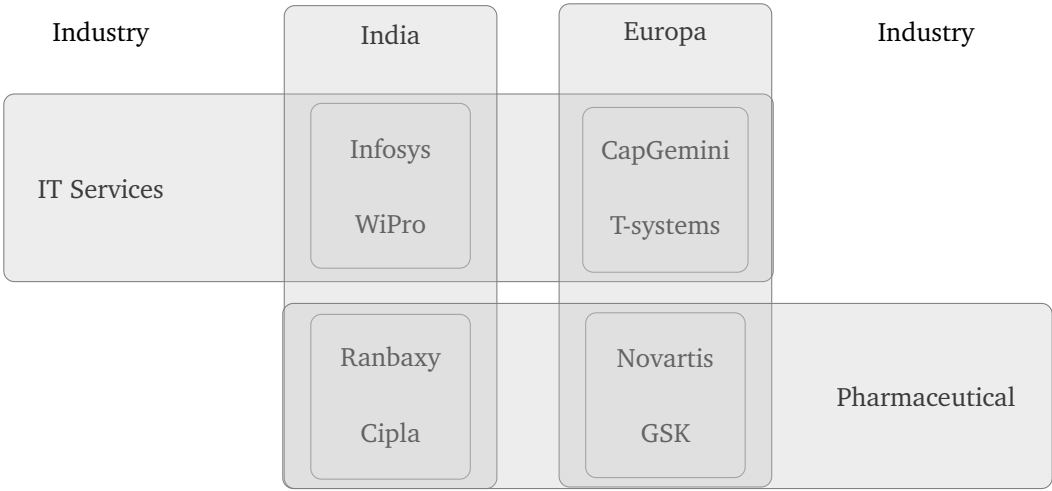 Industry
India
Europa
Industry
IT Services
Infosys
WiPro
CapGemini
T-systems
Ranbaxy
Cipla
Novartis
GSK
Pharmaceutical